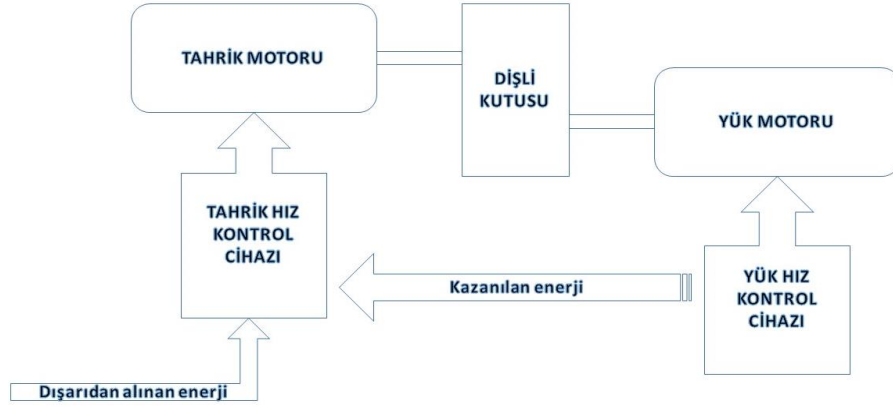 TAHRİK MOTORU
DİŞLİ
KUTUSU
YÜK MOTORU
TAHRİK HIZ
KONTROL
CİHAZI
Kazanılan enerji
YÜK HIZ
KONTROL
CİHAZI
Dışarıdan alınan enerji